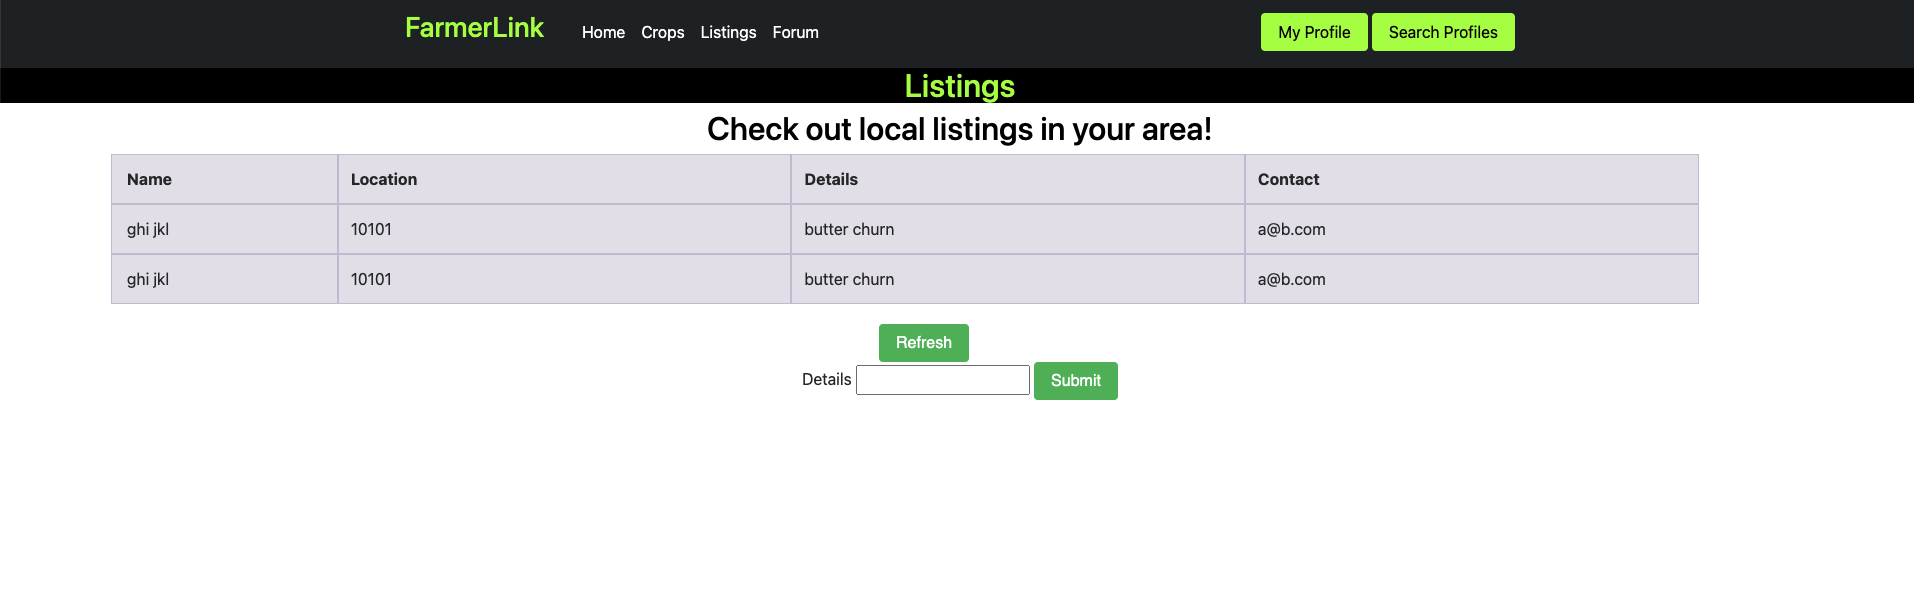 FarmerLink Home Crops Listings Forum My Profile Search Profiles
Listings
Check out local listings in your area!
Name Location Details Contact
ghi jkl 10101 butter churn a@b.com
ghi jkl 10101 butter churn a@b.com
Refresh
Details Submit